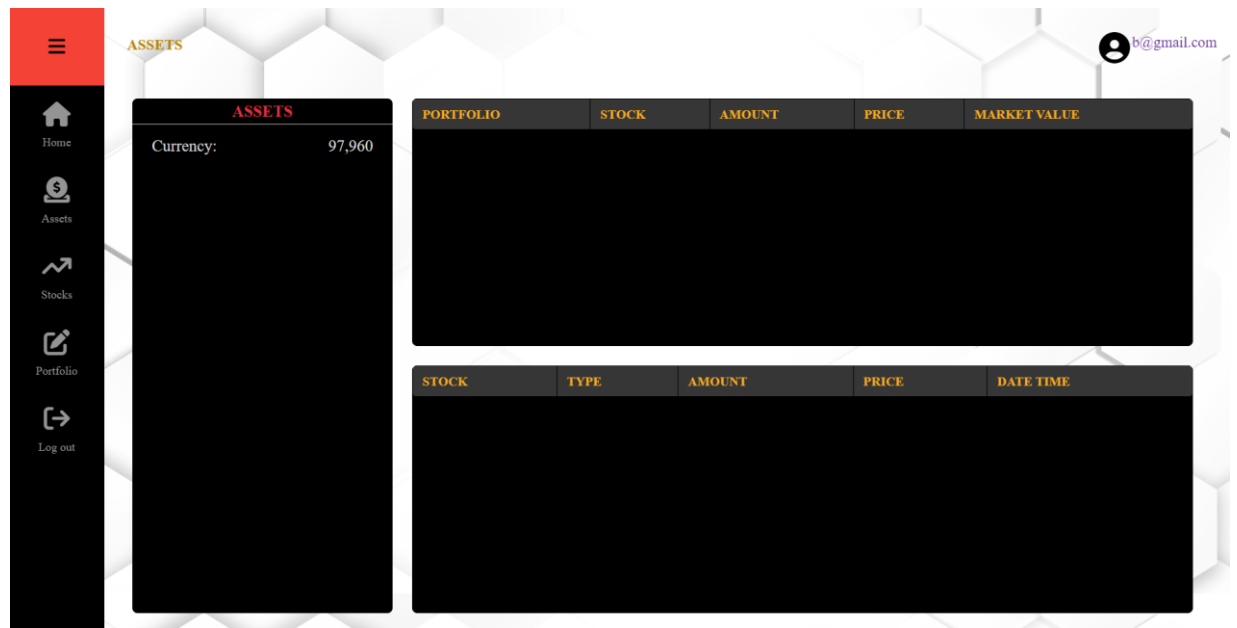 ASSETS
b@gmail.com
Home
Assets
Stocks
Portfolio
Log out
ASSETS
Currency: 97,960
PORTFOLIO STOCK AMOUNT PRICE MARKET VALUE
STOCK TYPE AMOUNT PRICE DATE TIME